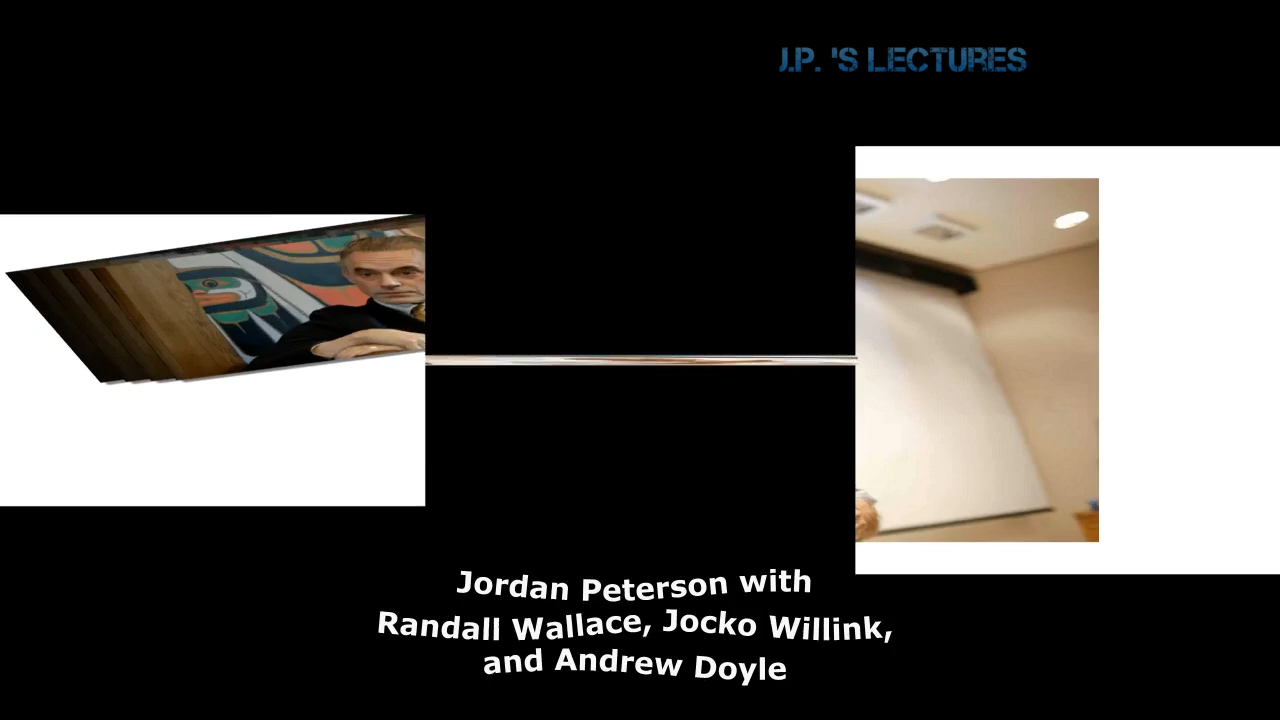 J.P. 'S LECTURES
Jordan Peterson with
Randall Wallace, Jocko Willink,
and Andrew Doyle